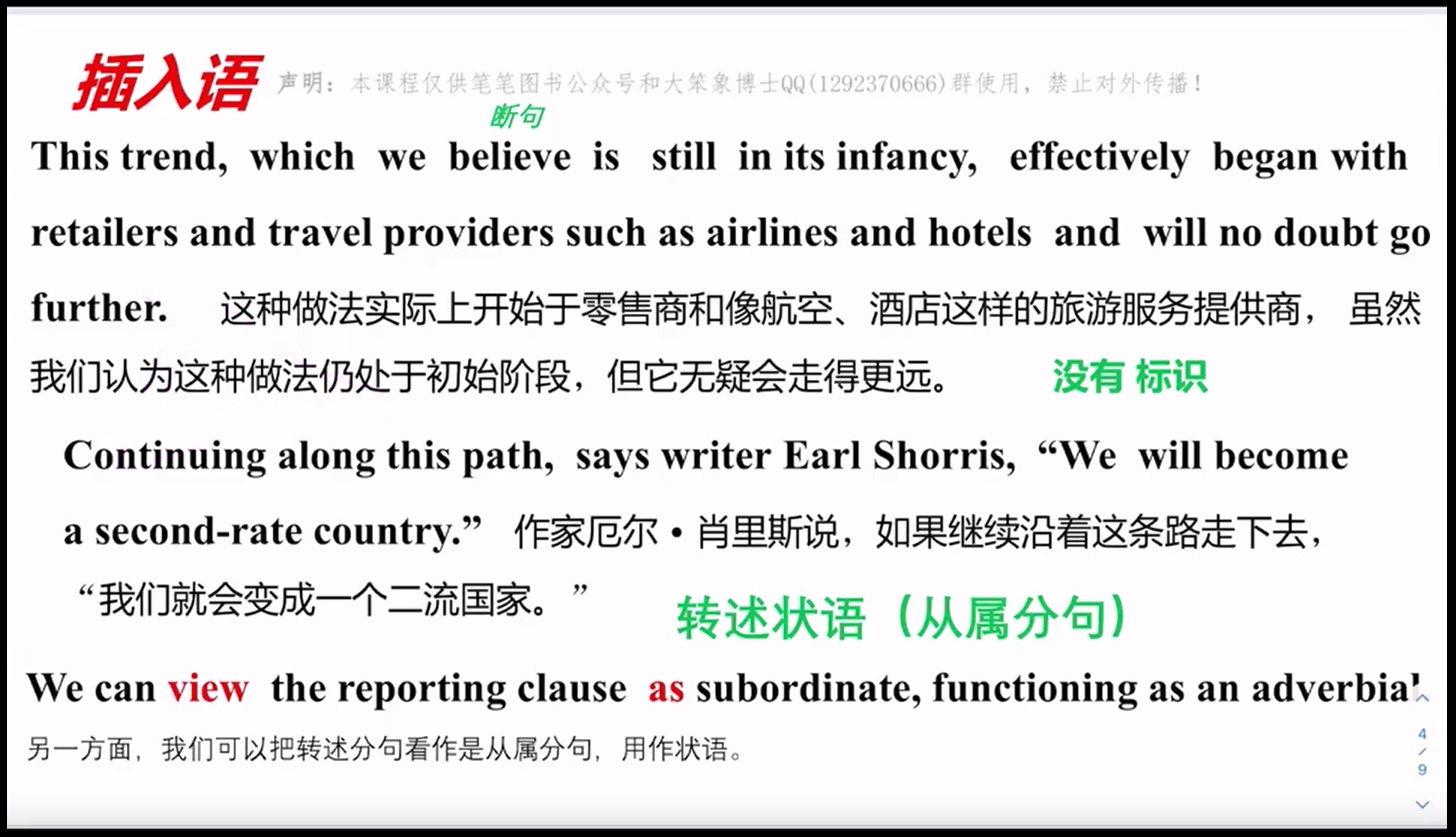 插入语 声明：本课程仅供笔笔图书公众号和大笨象博士QQ(1292370666)群使用，禁止对外传播！
断句
This trend, which we believe is still in its infancy, effectively began with
retailers and travel providers such as airlines and hotels and will no doubt go
further. 这种做法实际上开始于零售商和像航空、酒店这样的旅游服务提供商， 虽然
我们认为这种做法仍处于初始阶段，但它无疑会走得更远。 没有 标识
Continuing along this path, says writer Earl Shorris, “We will become
a second-rate country.” 作家厄尔•肖里斯说，如果继续沿着这条路走下去，
“我们就会变成一个二流国家。”
转述状语（从属分句）
We can view the reporting clause as subordinate, functioning as an adverbial
另一方面，我们可以把转述分句看作是从属分句，用作状语。
4
/
9